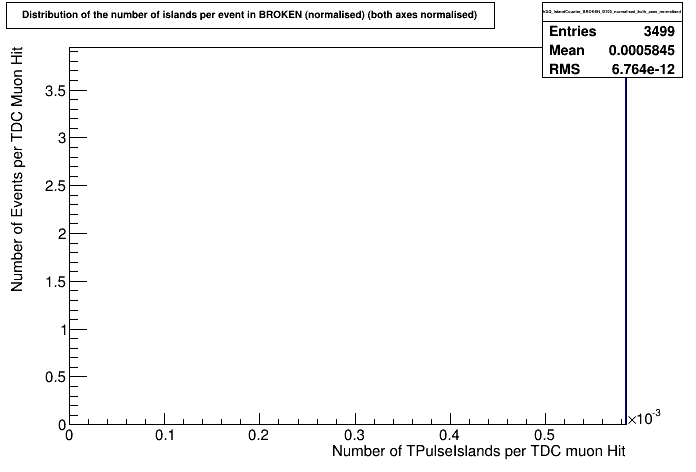 Distribution of the number of islands per event in BROKEN (normalised) (both axes normalised)
Entries 3499
Mean 0.0005845
RMS 6.764e-12
Number of Events per TDC Muon Hit
3.5
3
2.5
2
1.5
1
0.5
0
0 0.1 0.2 0.3 0.4 0.5
×10-3
Number of TPulseIslands per TDC muon Hit